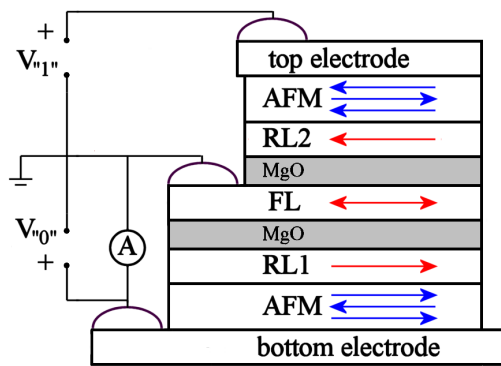 +
V"1"
top electrode
AFM
RL2
MgO
FL
V"0"
MgO
+
A
RL1
AFM
bottom electrode